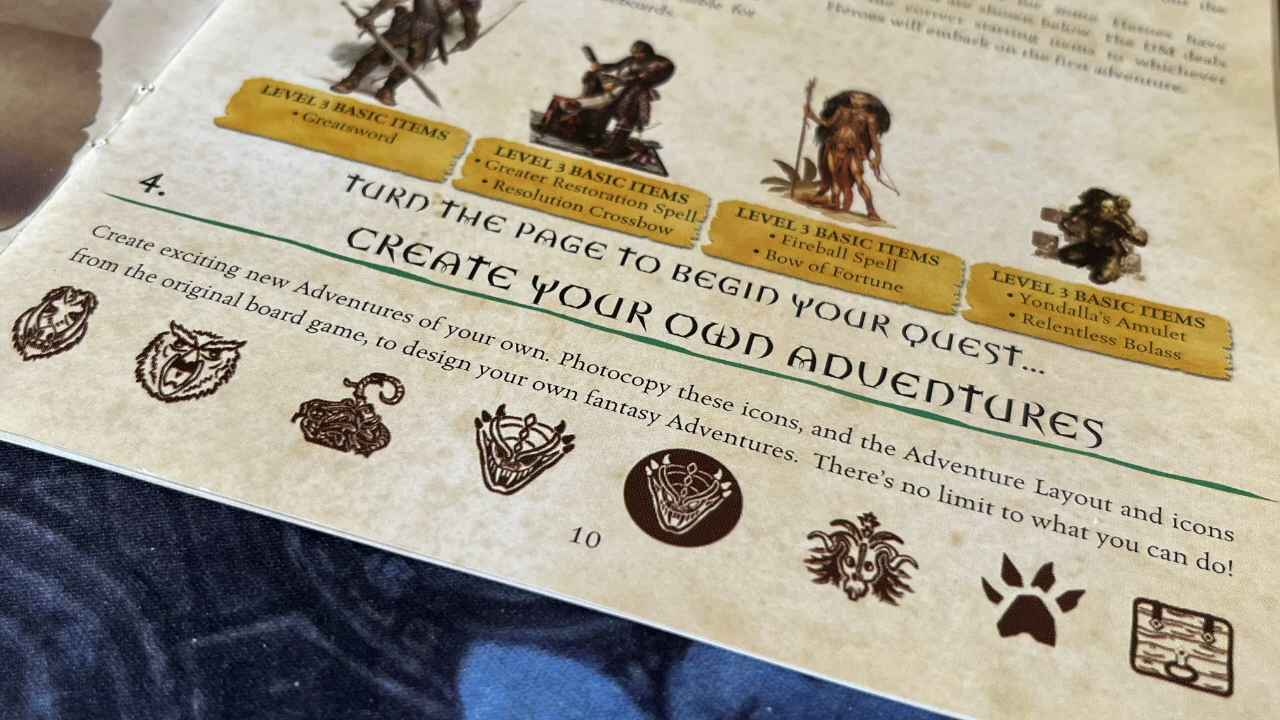 Heroes will embark on the first adventure.
LEVEL 3 BASIC ITEMS
• Greatsword
LEVEL 3 BASIC ITEMS
• Greater Restoration Spell
• Resolution Crossbow
LEVEL 3 BASIC ITEMS
• Fireball Spell
• Bow of Fortune
LEVEL 3 BASIC ITEMS
• Yondalla's Amulet
• Relentless Bolass
4.
TURN THE PAGE TO BEGIN YOUR QUEST...
CREATE YOUR OWN ADVENTURES
Create exciting new Adventures of your own. Photocopy these icons, and the Adventure Layout and icons
from the original board game, to design your own fantasy Adventures. There's no limit to what you can do!
10